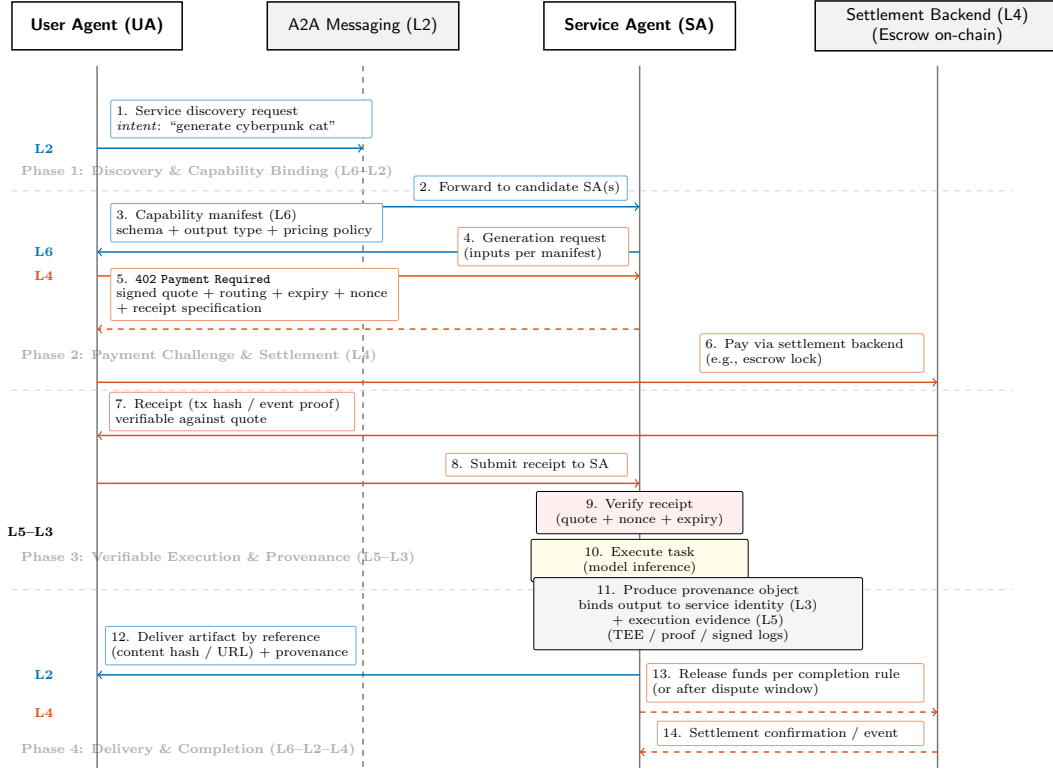 User Agent (UA)
A2A Messaging (L2)
Service Agent (SA)
Settlement Backend (L4)
(Escrow on-chain)
1. Service discovery request
intent: “generate cyberpunk cat”
L2
Phase 1: Discovery & Capability Binding (L6–L2)
2. Forward to candidate SA(s)
3. Capability manifest (L6)
schema + output type + pricing policy
4. Generation request
(inputs per manifest)
L6
L4
5. 402 Payment Required
signed quote + routing + expiry + nonce
+ receipt specification
6. Pay via settlement backend
(e.g., escrow lock)
Phase 2: Payment Challenge & Settlement (L4)
7. Receipt (tx hash / event proof)
verifiable against quote
8. Submit receipt to SA
9. Verify receipt
(quote + nonce + expiry)
L5–L3
Phase 3: Verifiable Execution & Provenance (L5–L3)
10. Execute task
(model inference)
11. Produce provenance object
binds output to service identity (L3)
+ execution evidence (L5)
(TEE / proof / signed logs)
12. Deliver artifact by reference
(content hash / URL) + provenance
L2
13. Release funds per completion rule
(or after dispute window)
L4
14. Settlement confirmation / event
Phase 4: Delivery & Completion (L6–L2–L4)